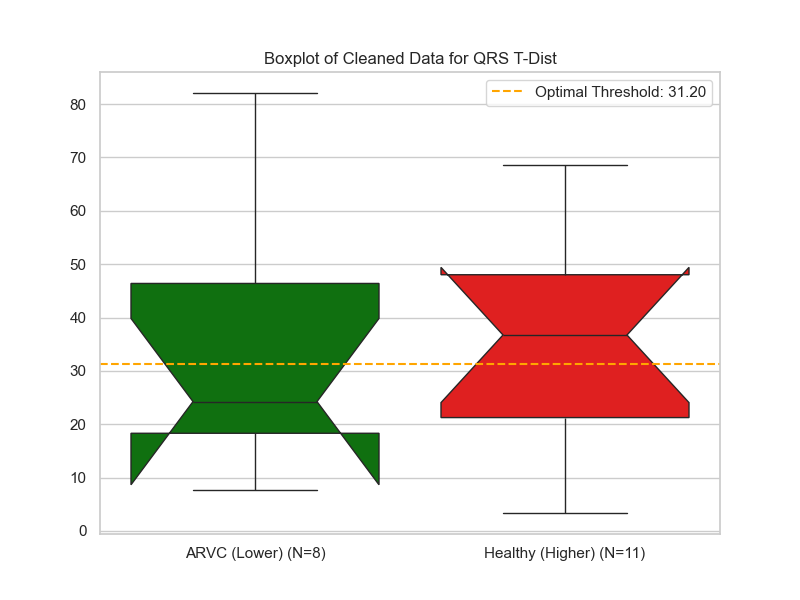 Boxplot of Cleaned Data for QRS T-Dist
Optimal Threshold: 31.20
80
70
60
50
40
30
20
10
0
ARVC (Lower) (N=8)
Healthy (Higher) (N=11)